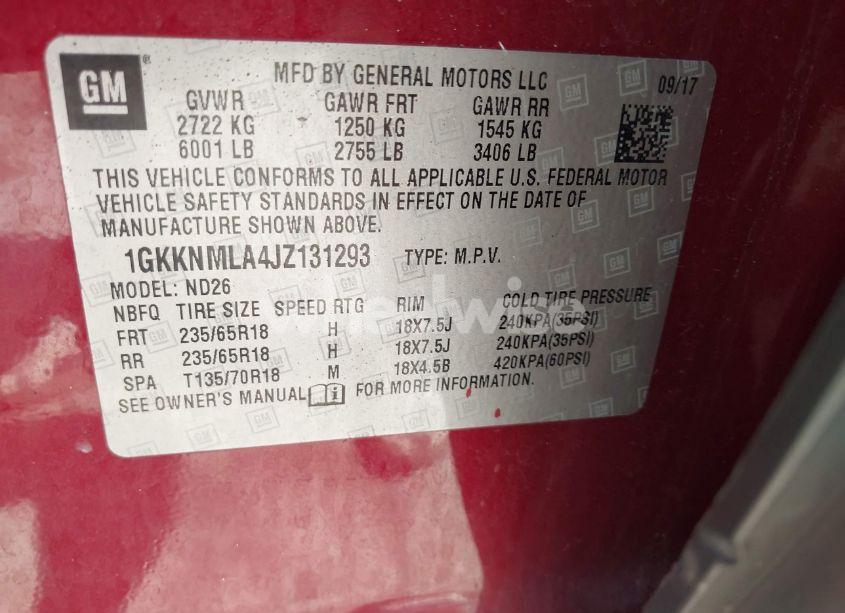 GM
MFD BY GENERAL MOTORS LLC 09/17
GVWR GAWR FRT GAWR RR
2722 KG 1250 KG 1545 KG
6001 LB 2755 LB 3406 LB
THIS VEHICLE CONFORMS TO ALL APPLICABLE U.S. FEDERAL MOTOR
VEHICLE SAFETY STANDARDS IN EFFECT ON THE DATE OF
MANUFACTURE SHOWN ABOVE.
1GKKNMLA4JZ131293 TYPE: M.P.V.
MODEL: ND26
NBFQ TIRE SIZE SPEED RTG RIM COLD TIRE PRESSURE
FRT 235/65R18 H 18X7.5J 240KPA(35PSI)
RR 235/65R18 H 18X7.5J 240KPA(35PSI)
SPA T135/70R18 M 18X4.5B 420KPA(60PSI)
SEE OWNER'S MANUAL FOR MORE INFORMATION.